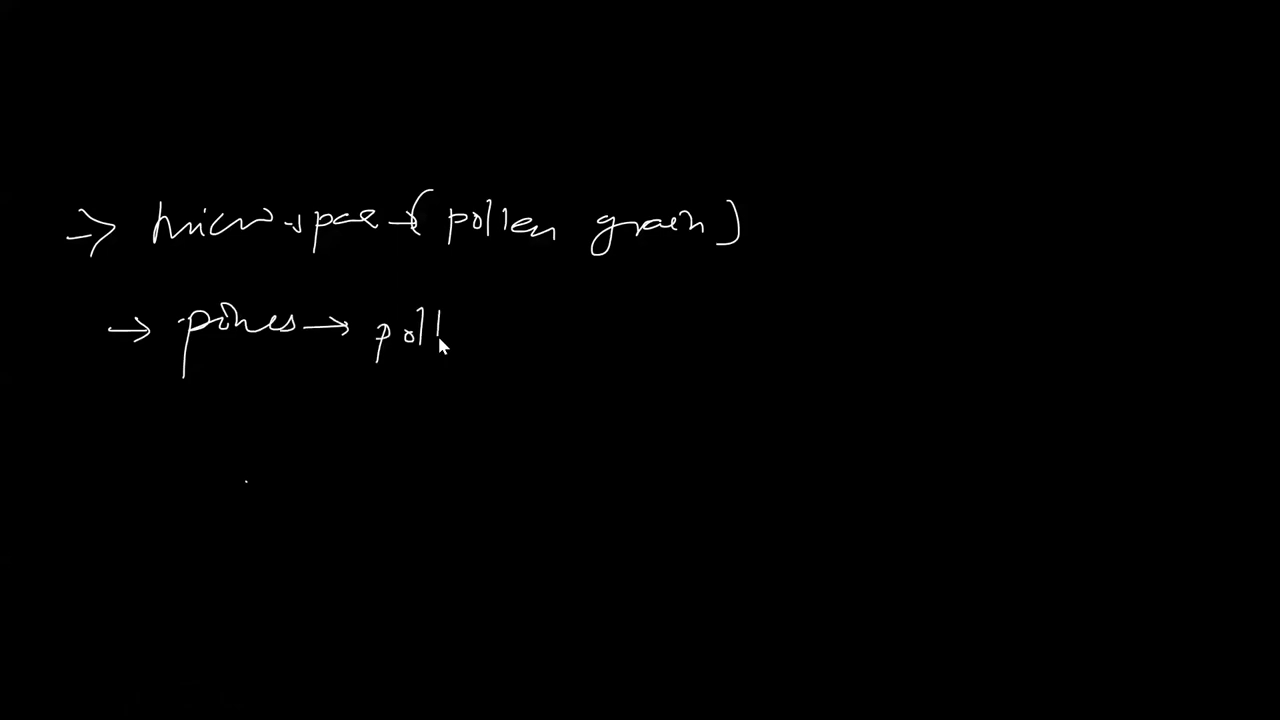 → microspore → (pollen grain)
→ pines → poll